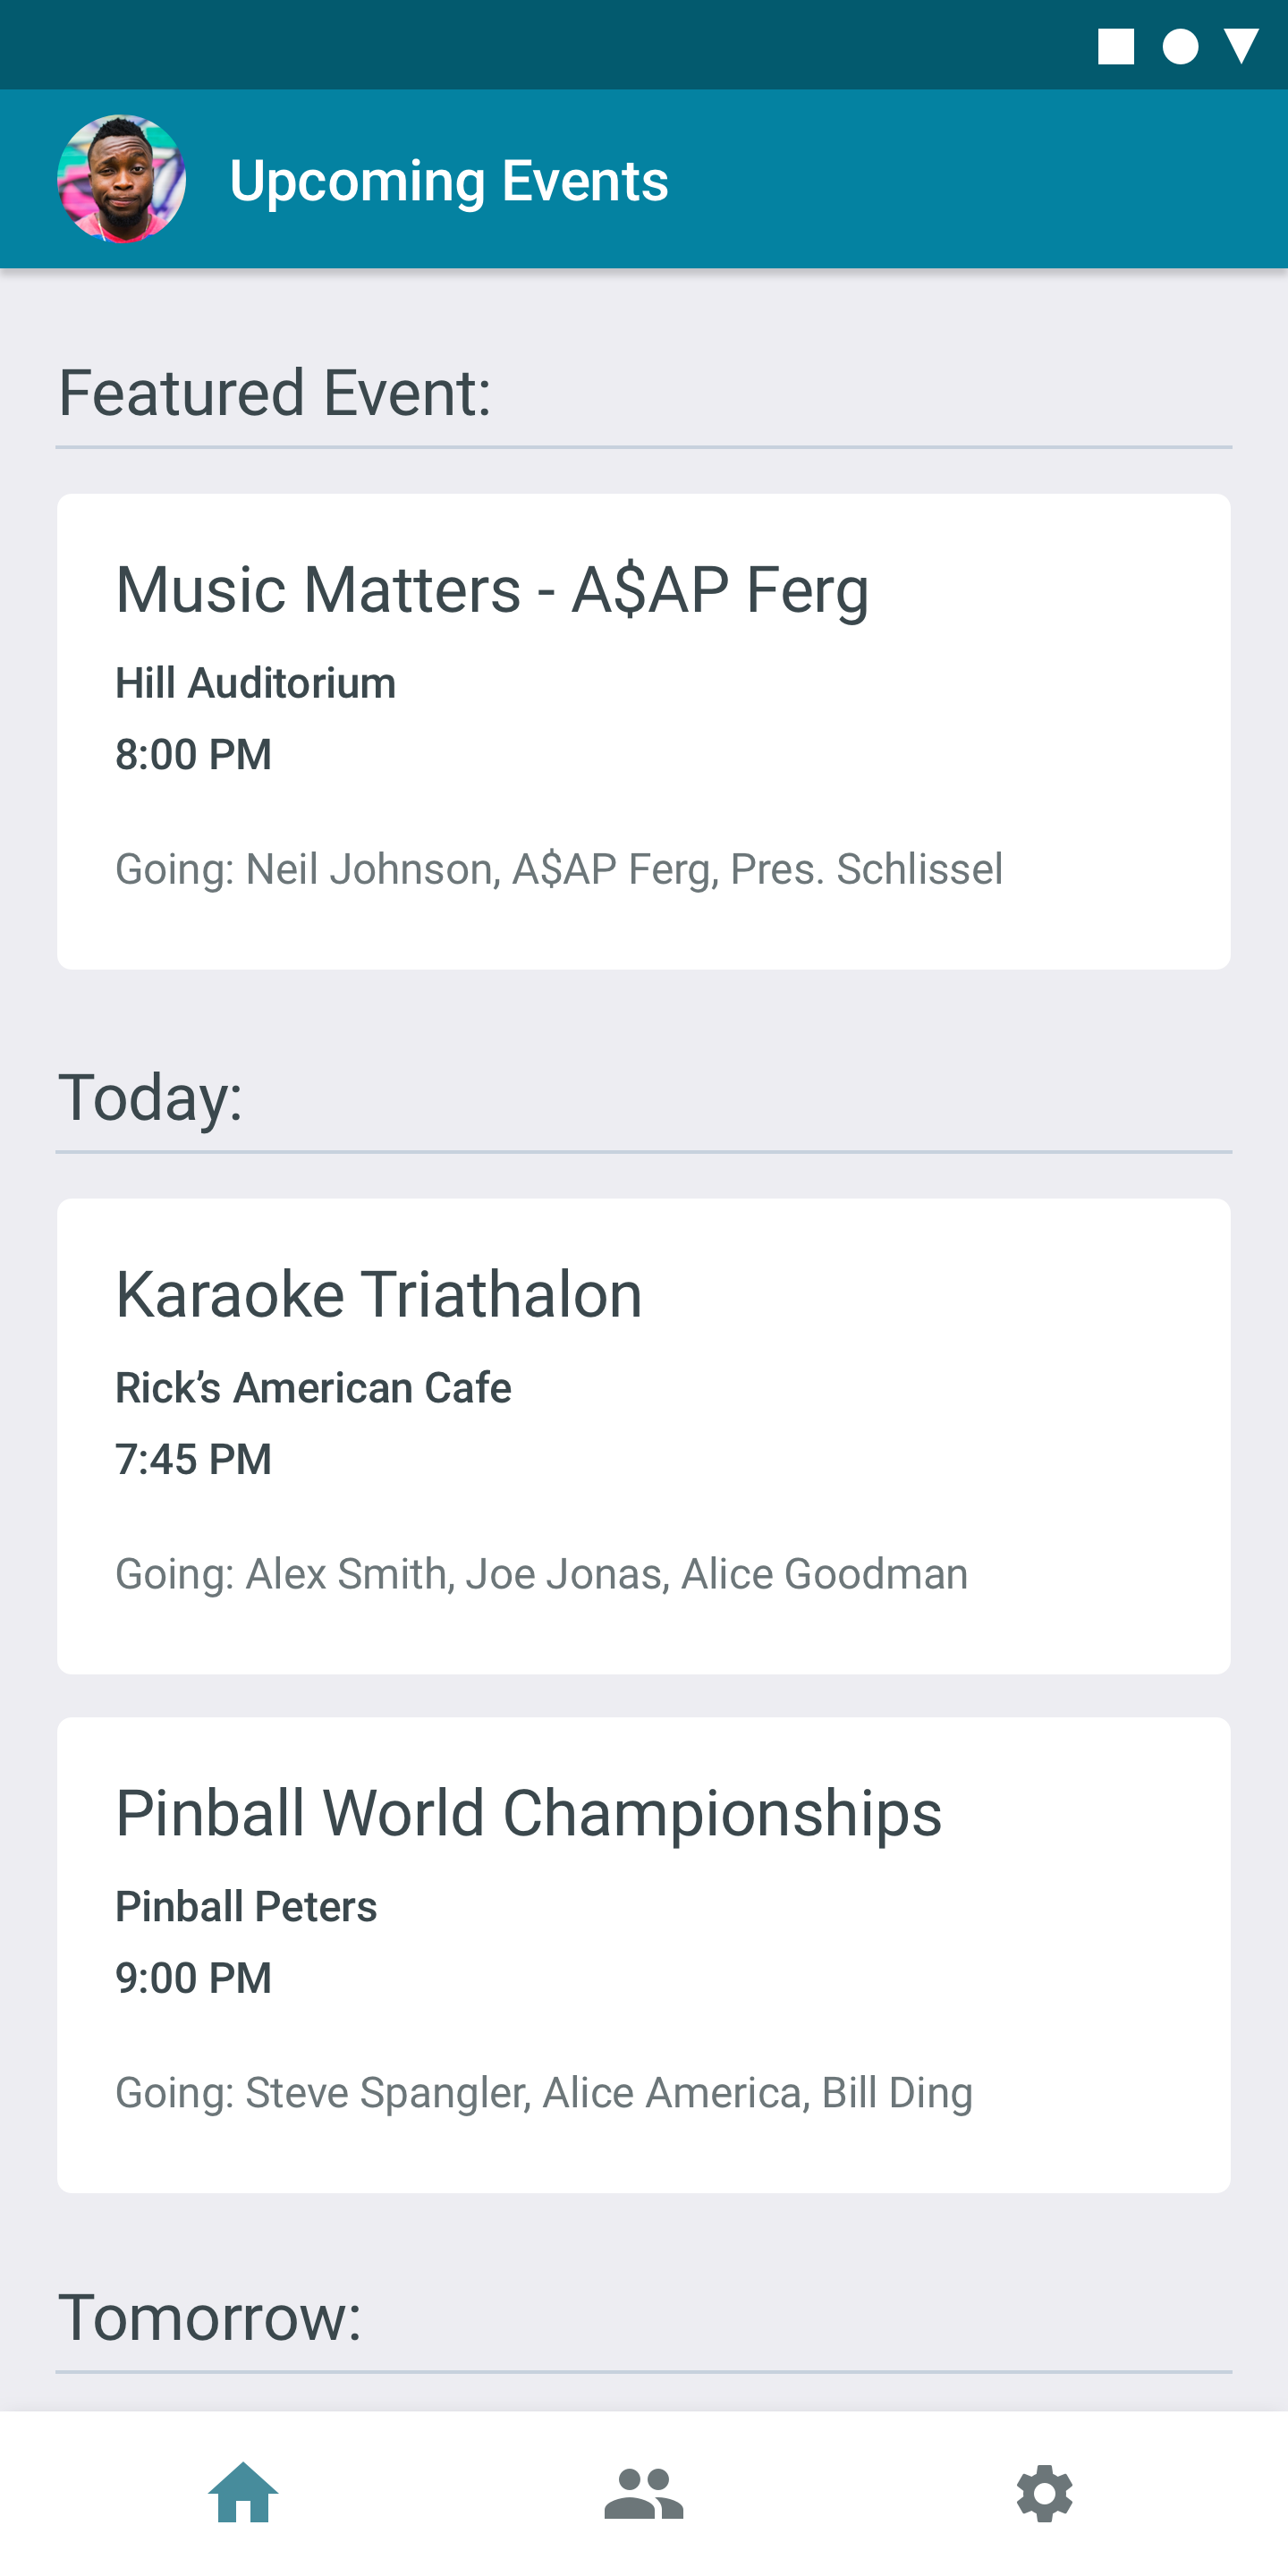 Upcoming Events
Featured Event:
Music Matters - A$AP Ferg
Hill Auditorium
8:00 PM
Going: Neil Johnson, A$AP Ferg, Pres. Schlissel
Today:
Karaoke Triathalon
Rick’s American Cafe
7:45 PM
Going: Alex Smith, Joe Jonas, Alice Goodman
Pinball World Championships
Pinball Peters
9:00 PM
Going: Steve Spangler, Alice America, Bill Ding
Tomorrow: